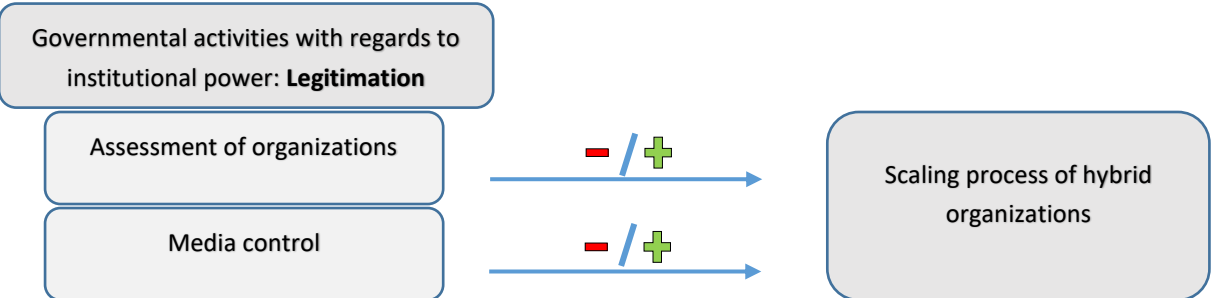 Governmental activities with regards to
institutional power: Legitimation
Assessment of organizations
Media control
- / +
- / +
Scaling process of hybrid
organizations